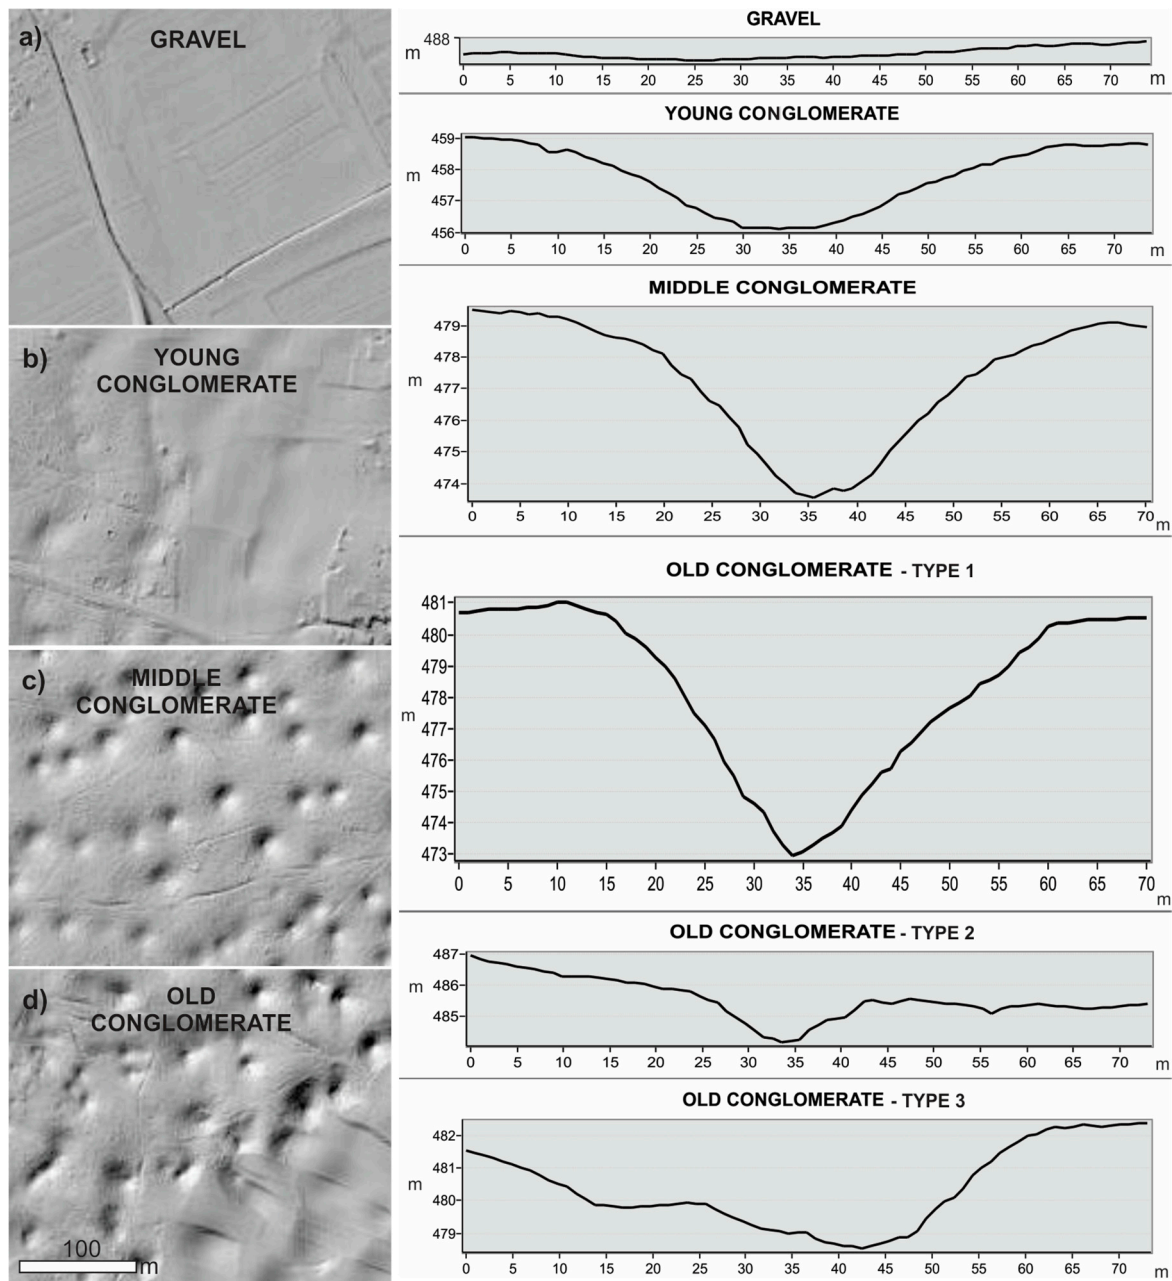 a)
GRAVEL
b)
YOUNG
CONGLOMERATE
c)
MIDDLE
CONGLOMERATE
d)
OLD
CONGLOMERATE
100
m
GRAVEL
488
m
0 5 10 15 20 25 30 35 40 45 50 55 60 65 70
m
YOUNG CONGLOMERATE
459
458
m
457
456
0 5 10 15 20 25 30 35 40 45 50 55 60 65 70
m
MIDDLE CONGLOMERATE
479
478
m
477
476
475
474
0 5 10 15 20 25 30 35 40 45 50 55 60 65 70
m
OLD CONGLOMERATE - TYPE 1
481
480
479
478
m
477
476
475
474
473
0 5 10 15 20 25 30 35 40 45 50 55 60 65 70
m
OLD CONGLOMERATE - TYPE 2
487
m
486
485
0 5 10 15 20 25 30 35 40 45 50 55 60 65 70
m
OLD CONGLOMERATE - TYPE 3
482
481
m
480
479
0 5 10 15 20 25 30 35 40 45 50 55 60 65 70
m